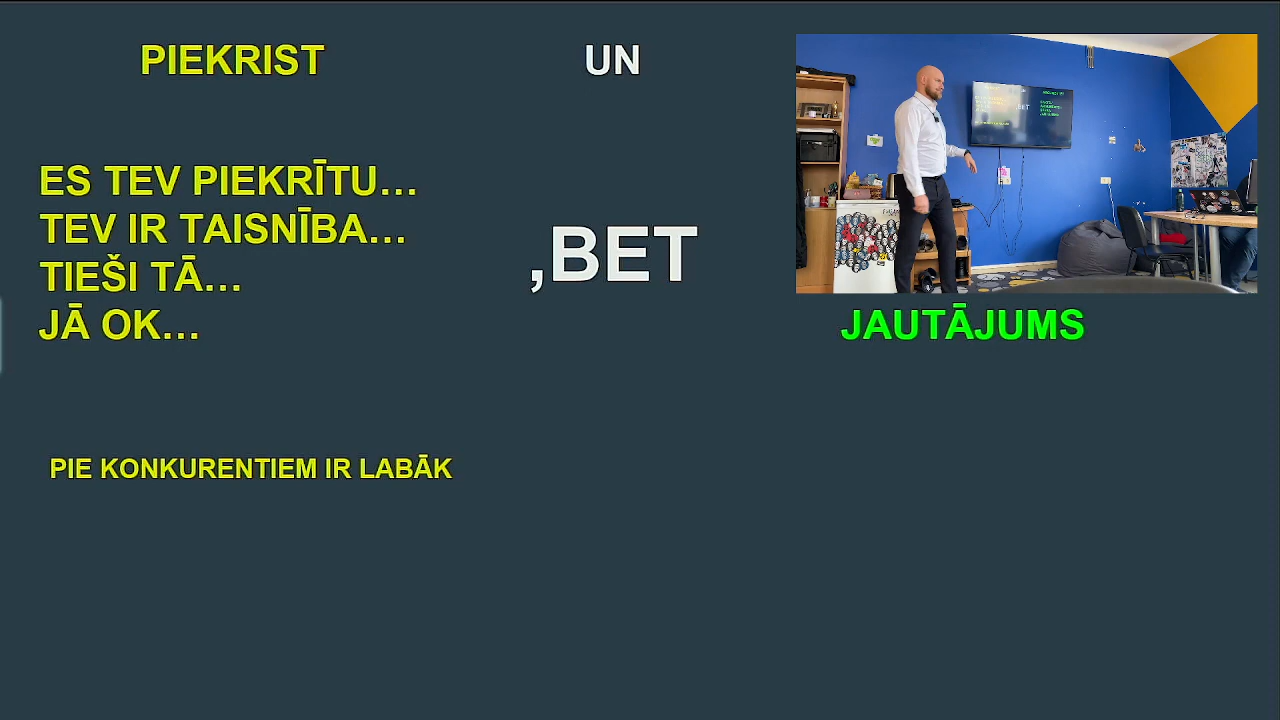 PIEKRIST
UN
ES TEV PIEKRĪTU...
TEV IR TAISNĪBA...
TIEŠI TĀ...
JĀ OK...
,BET
JAUTĀJUMS
PIE KONKURENTIEM IR LABĀK